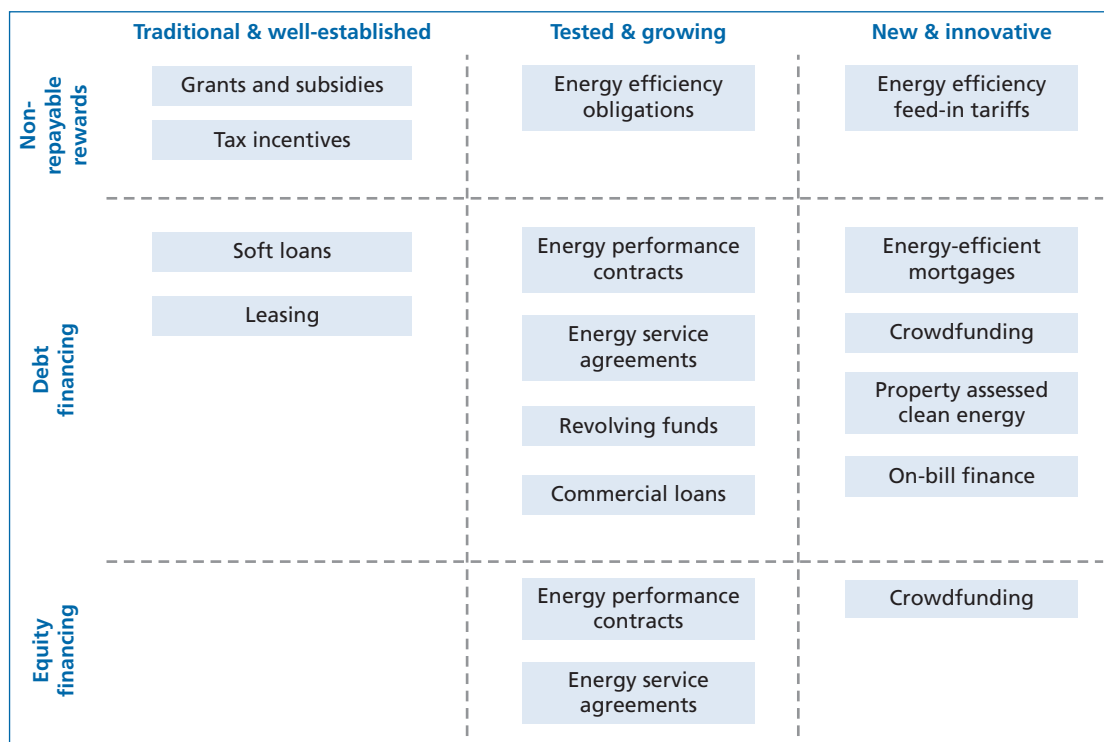 Traditional & well-established
Tested & growing
New & innovative
Non-
repayable
rewards
Grants and subsidies
Tax incentives
Energy efficiency
obligations
Energy efficiency
feed-in tariffs
Debt
financing
Soft loans
Leasing
Energy performance
contracts
Energy service
agreements
Revolving funds
Commercial loans
Energy-efficient
mortgages
Crowdfunding
Property assessed
clean energy
On-bill finance
Equity
financing
Energy performance
contracts
Energy service
agreements
Crowdfunding